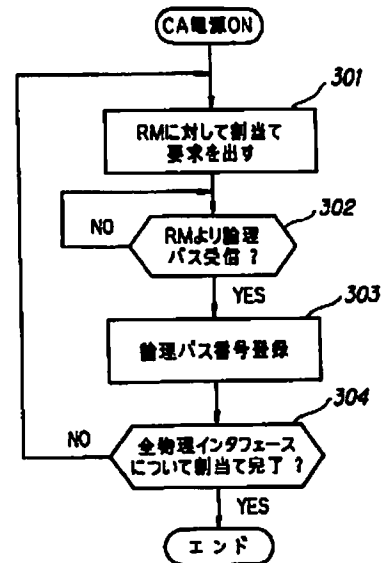 CA電源ON
301
RMに対して割当て
要求を出す
302
RMより論理
パス受信?
NO
YES
303
論理パス番号登録
304
全物理インタフェース
について割当て完了?
NO
YES
エンド